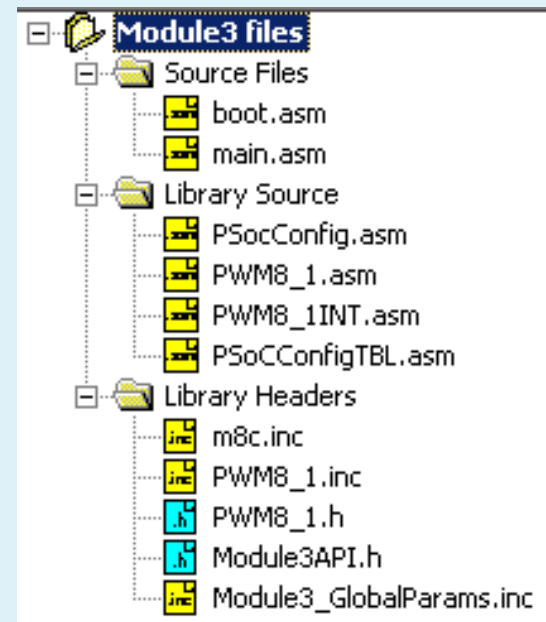 Module3 files
Source Files
boot.asm
main.asm
Library Source
PSocConfig.asm
PWM8_1.asm
PWM8_1INT.asm
PSoCConfigTBL.asm
Library Headers
m8c.inc
PWM8_1.inc
PWM8_1.h
Module3API.h
Module3_GlobalParams.inc